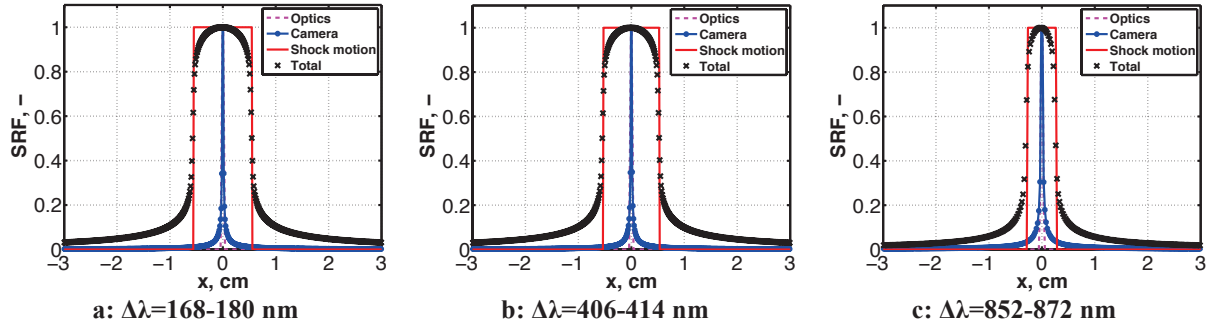 SRF, –
1
0.8
0.6
0.4
0.2
0
Optics
Camera
Shock motion
Total
−3 −2 −1 0 1 2 3
x, cm
a: Δλ=168-180 nm
SRF, –
1
0.8
0.6
0.4
0.2
0
Optics
Camera
Shock motion
Total
−3 −2 −1 0 1 2 3
x, cm
b: Δλ=406-414 nm
SRF, –
1
0.8
0.6
0.4
0.2
0
Optics
Camera
Shock motion
Total
−3 −2 −1 0 1 2 3
x, cm
c: Δλ=852-872 nm